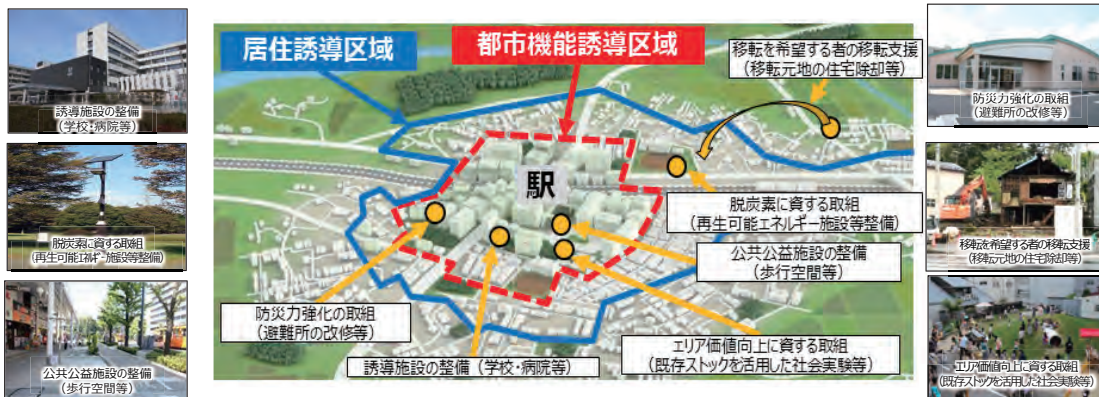 誘導施設の整備
(学校・病院等)
脱炭素に資する取組
(再生可能エネルギー施設等整備)
公共公益施設の整備
(歩行空間等)
居住誘導区域
都市機能誘導区域
移転を希望する者の移転支援
(移転元地の住宅除却等)
駅
脱炭素に資する取組
(再生可能エネルギー施設等整備)
公共公益施設の整備
(歩行空間等)
防災力強化の取組
(避難所の改修等)
誘導施設の整備(学校・病院等)
エリア価値向上に資する取組
(既存ストックを活用した社会実験等)
防災力強化の取組
(避難所の改修等)
移転を希望する者の移転支援
(移転元地の住宅除却等)
エリア価値向上に資する取組
(既存ストックを活用した社会実験等)